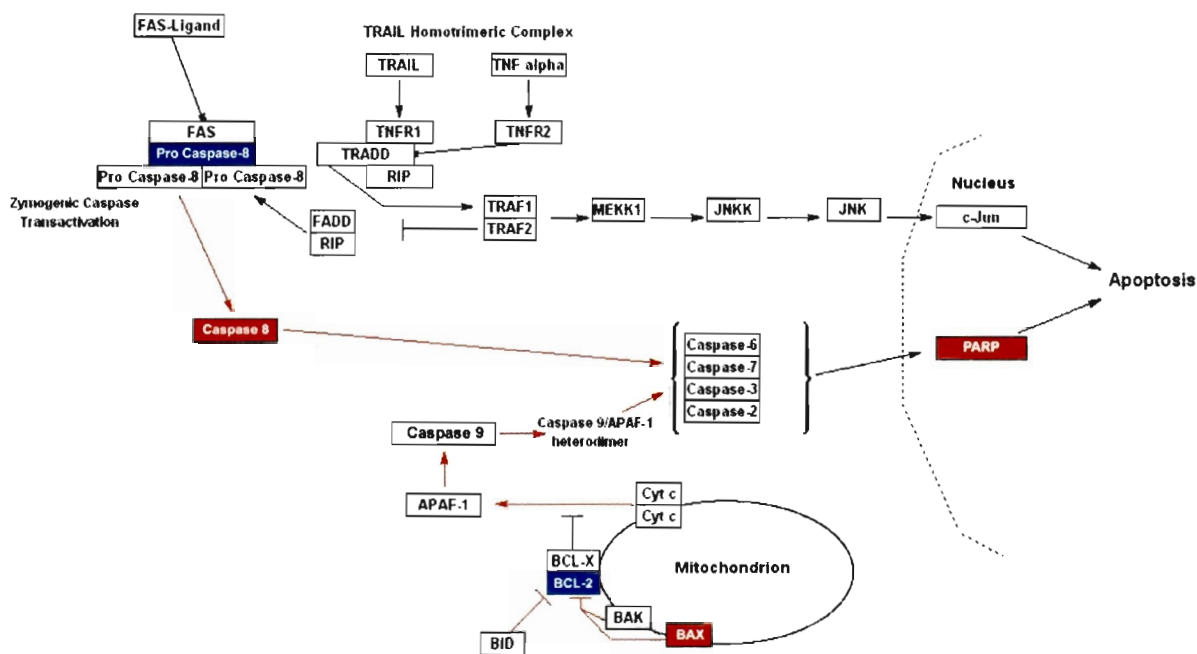 FAS-Ligand
TRAIL Homotrimeric Complex
TRAIL
TNF alpha
FAS
Pro Caspase-8
Pro Caspase-8
Pro Caspase-8
Zymogenic Caspase
Transactivation
TNFR1
TNFR2
TRADD
RIP
FADD
RIP
TRAF1
TRAF2
MEKK1
JNKK
JNK
Nucleus
c-Jun
Apoptosis
Caspase 8
Caspase-6
Caspase-7
Caspase-3
Caspase-2
PARP
Caspase 9
Caspase 9/APAF-1
heterodimer
APAF-1
Cyt c
Cyt c
BCL-X
BCL-2
Mitochondrion
BAK
BAX
BID